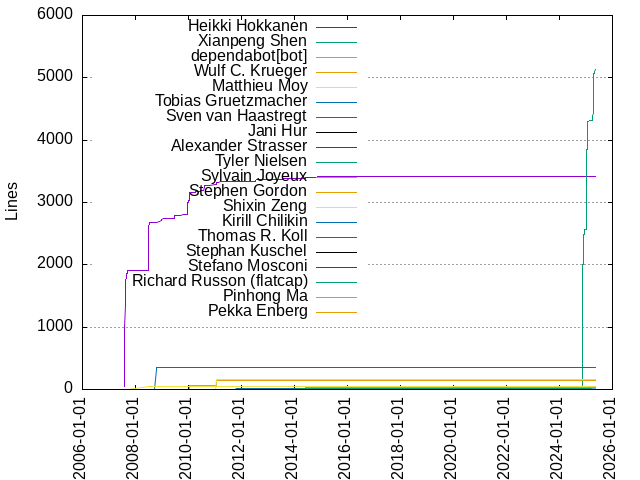 6000
5000
4000
3000
2000
1000
0
Lines
Heikki Hokkanen
Xianpeng Shen
dependabot[bot]
Wulf C. Krueger
Matthieu Moy
Tobias Gruetzmacher
Sven van Haastregt
Jani Hur
Alexander Strasser
Tyler Nielsen
Sylvain Joyeux
Stephen Gordon
Shixin Zeng
Kirill Chilikin
Thomas R. Koll
Stephan Kuschel
Stefano Mosconi
Richard Russon (flatcap)
Pinhong Ma
Pekka Enberg
2006-01-01
2008-01-01
2010-01-01
2012-01-01
2014-01-01
2016-01-01
2018-01-01
2020-01-01
2022-01-01
2024-01-01
2026-01-01